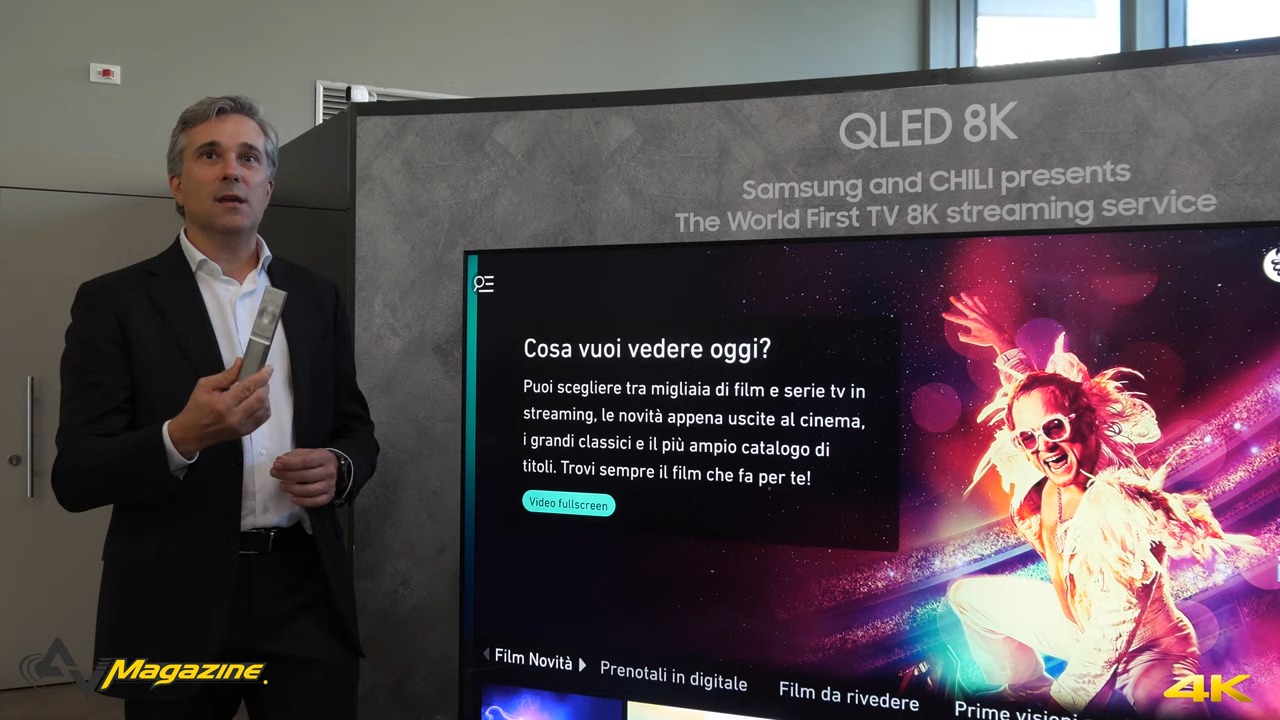 QLED 8K
Samsung and CHILI presents
The World First TV 8K streaming service
Cosa vuoi vedere oggi?
Puoi scegliere tra migliaia di film e serie tv in
streaming, le novità appena uscite al cinema,
i grandi classici e il più ampio catalogo di
titoli. Trovi sempre il film che fa per te!
Video fullscreen
Film Novità
Prenotali in digitale
Film da rivedere
Prime visioni
AV Magazine.
4K